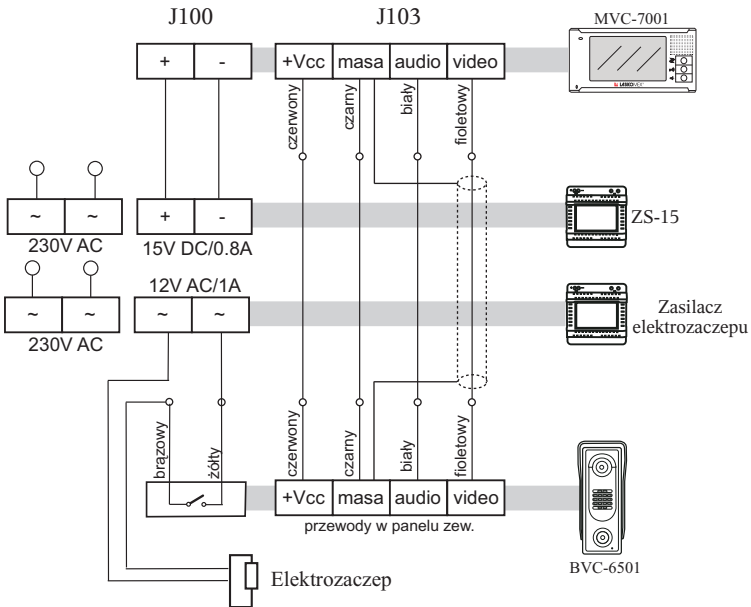 J100
J103
MVC-7001
+ -
+Vcc masa audio video
LASKOMEX
czerwony
czarny
biały
fioletowy
~ ~
230V AC
+ -
15V DC/0.8A
ZS-15
12V AC/1A
~ ~
230V AC
~ ~
Zasilacz
elektrozaczepu
brązowy
żółty
czerwony
czarny
biały
fioletowy
+Vcc masa audio video
przewody w panelu zew.
BVC-6501
Elektrozaczep